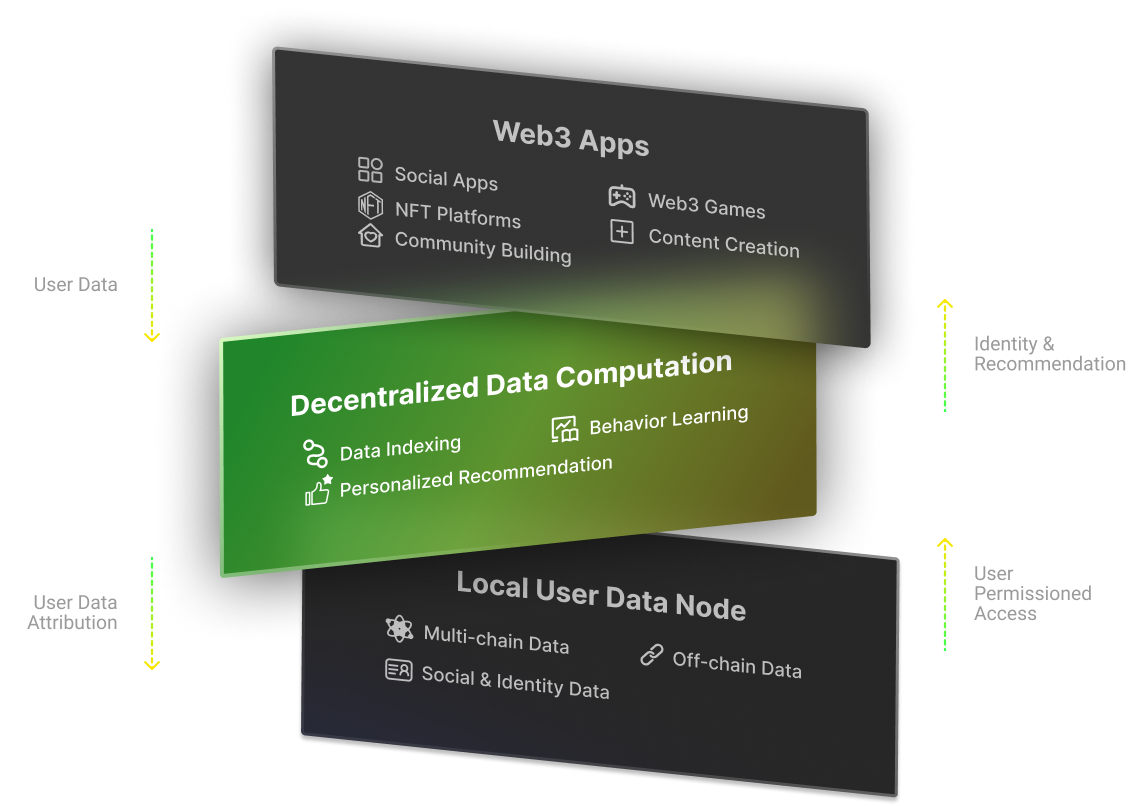 Web3 Apps
Social Apps
Web3 Games
NFT
NFT Platforms
Content Creation
Community Building
User Data
Identity &
Recommendation
Decentralized Data Computation
Data Indexing
Behavior Learning
Personalized Recommendation
User Data
Attribution
User
Permissioned
Access
Local User Data Node
Multi-chain Data
Off-chain Data
Social & Identity Data